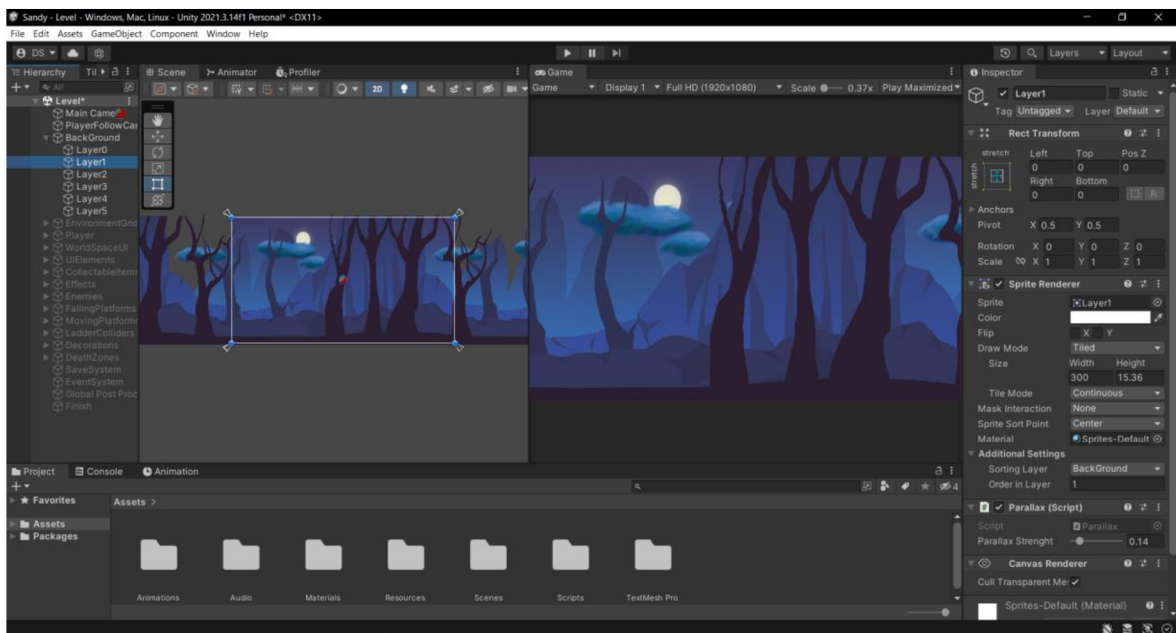 Sandy - Level - Windows, Mac, Linux - Unity 2021.3.14f1 Personal* <DX11>
File Edit Assets GameObject Component Window Help
DS Layers Layout
Hierarchy Til Scene Animator Profiler Game Inspector
All 2D Game Display 1 Full HD (1920x1080) Scale 0.37x Play Maximized
Layer1 Static
Level*
Tag Untagged Layer Default
Main Came
PlayerFollowCa
BackGround
Rect Transform
Layer0
stretch Left Top Pos Z
Layer1
stretch 0 0 0
Layer2
Right Bottom
Layer3
0 0 R
Layer4
Anchors
Layer5
Pivot X 0.5 Y 0.5
EnvironmentGrid
Player
Rotation X 0 Y 0 Z 0
WorldSpaceUI
Scale X 1 Y 1 Z 1
UIElements
CollectableItems
Effects
Sprite Renderer
Enemies
Sprite Layer1
FallingPlatforms
Color
MovingPlatform
Flip X Y
LadderColliders
Draw Mode Tiled
Decorations
Size Width Height
DeathZones
300 15.36
SaveSystem
EventSystem
Tile Mode Continuous
Global Post Proc
Mask Interaction None
Finish
Sprite Sort Point Center
Material Sprites-Default
Additional Settings
Sorting Layer BackGround
Order in Layer 1
Project Console Animation
4
Favorites Assets >
Assets
Packages
Parallax (Script)
Script Parallax
Parallax Strenght 0.14
Canvas Renderer
Cull Transparent Me
Animations Audio Materials Resources Scenes Scripts TextMesh Pro
Sprites-Default (Material)